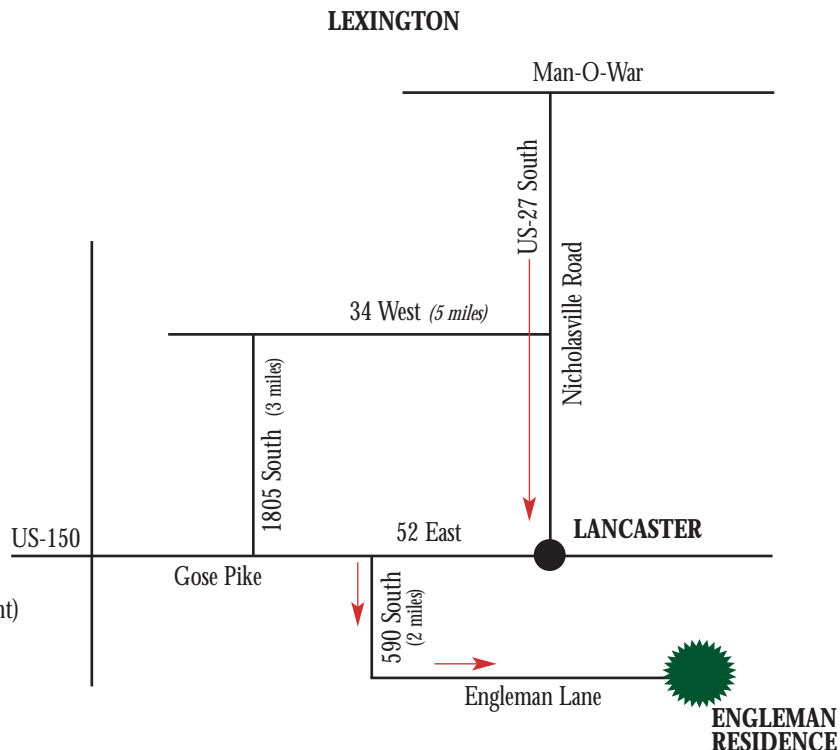 LEXINGTON
Man-O-War
US-27 South
Nicholasville Road
34 West (5 miles)
1805 South (3 miles)
US-150
52 East
LANCASTER
Gose Pike
nt)
590 South
(2 miles)
Engleman Lane
ENGLEMAN
RESIDENCE